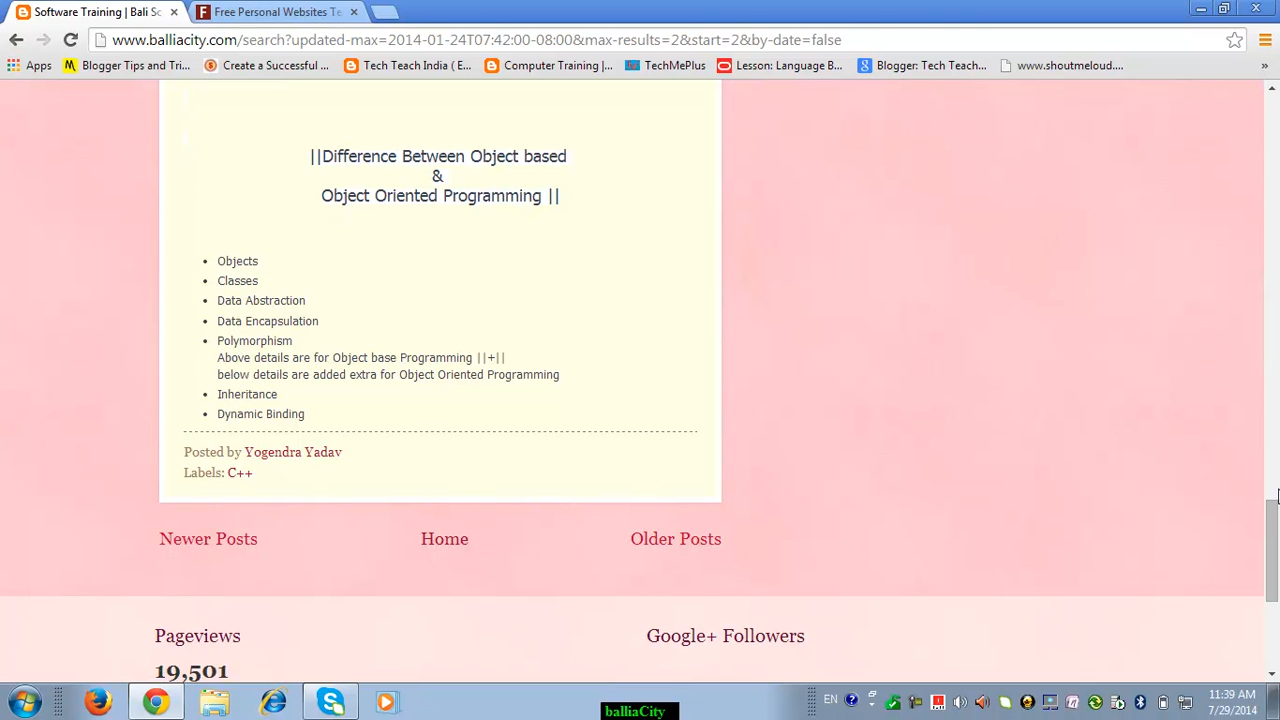 Software Training | Bali Sc
Free Personal Websites Te
www.balliacity.com/search?updated-max=2014-01-24T07:42:00-08:00&max-results=2&start=2&by-date=false
Apps Blogger Tips and Tri... Create a Successful ... Tech Teach India ( E... Computer Training |... TechMePlus Lesson: Language B... Blogger: Tech Teach... www.shoutmeloud.... »
||Difference Between Object based
&
Object Oriented Programming ||
• Objects
• Classes
• Data Abstraction
• Data Encapsulation
• Polymorphism
Above details are for Object base Programming ||+||
below details are added extra for Object Oriented Programming
• Inheritance
• Dynamic Binding
Posted by Yogendra Yadav
Labels: C++
Newer Posts Home Older Posts
Pageviews Google+ Followers
19,501
EN 11:39 AM
balliaCity 7/29/2014